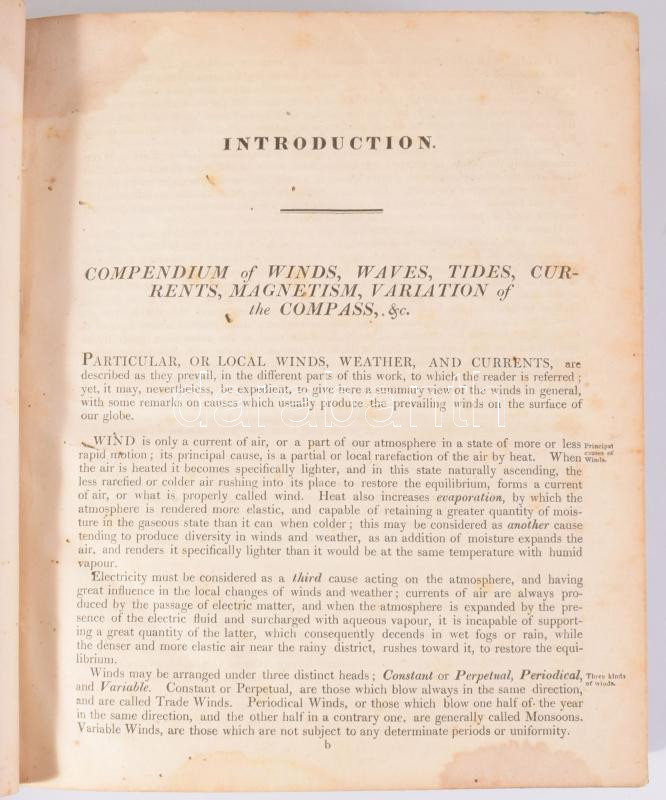 INTRODUCTION.
COMPENDIUM of WINDS, WAVES, TIDES, CUR-
RENTS, MAGNETISM, VARIATION of
the COMPASS, &c.
PARTICULAR, OR LOCAL WINDS, WEATHER, AND CURRENTS, are
described as they prevail, in the different parts of this work, to which the reader is referred;
yet, it may, nevertheless, be expedient, to give here a summary view of the winds in general,
with some remarks on causes which usually produce the prevailing winds on the surface of
our globe.
WIND is only a current of air, or a part of our atmosphere in a state of more or less
Principal causes of Winds.
rapid motion; its principal cause, is a partial or local rarefaction of the air by heat. When
the air is heated it becomes specifically lighter, and in this state naturally ascending, the
less rarefied or colder air rushing into its place to restore the equilibrium, forms a current
of air, or what is properly called wind. Heat also increases evaporation, by which the
atmosphere is rendered more elastic, and capable of retaining a greater quantity of mois-
ture in the gaseous state than it can when colder; this may be considered as another cause
tending to produce diversity in winds and weather, as an addition of moisture expands the
air, and renders it specifically lighter than it would be at the same temperature with humid
vapour.
Electricity must be considered as a third cause acting on the atmosphere, and having
great influence in the local changes of winds and weather; currents of air are always pro-
duced by the passage of electric matter, and when the atmosphere is expanded by the pre-
sence of the electric fluid and surcharged with aqueous vapour, it is incapable of support-
ing a great quantity of the latter, which consequently decends in wet fogs or rain, while
the denser and more elastic air near the rainy district, rushes toward it, to restore the equi-
librium.
Winds may be arranged under three distinct heads; Constant or Perpetual, Periodical,
Three kinds of winds.
and Variable. Constant or Perpetual, are those which blow always in the same direction,
and are called Trade Winds. Periodical Winds, or those which blow one half of the year
in the same direction, and the other half in a contrary one, are generally called Monsoons.
Variable Winds, are those which are not subject to any determinate periods or uniformity.
b
darabanth